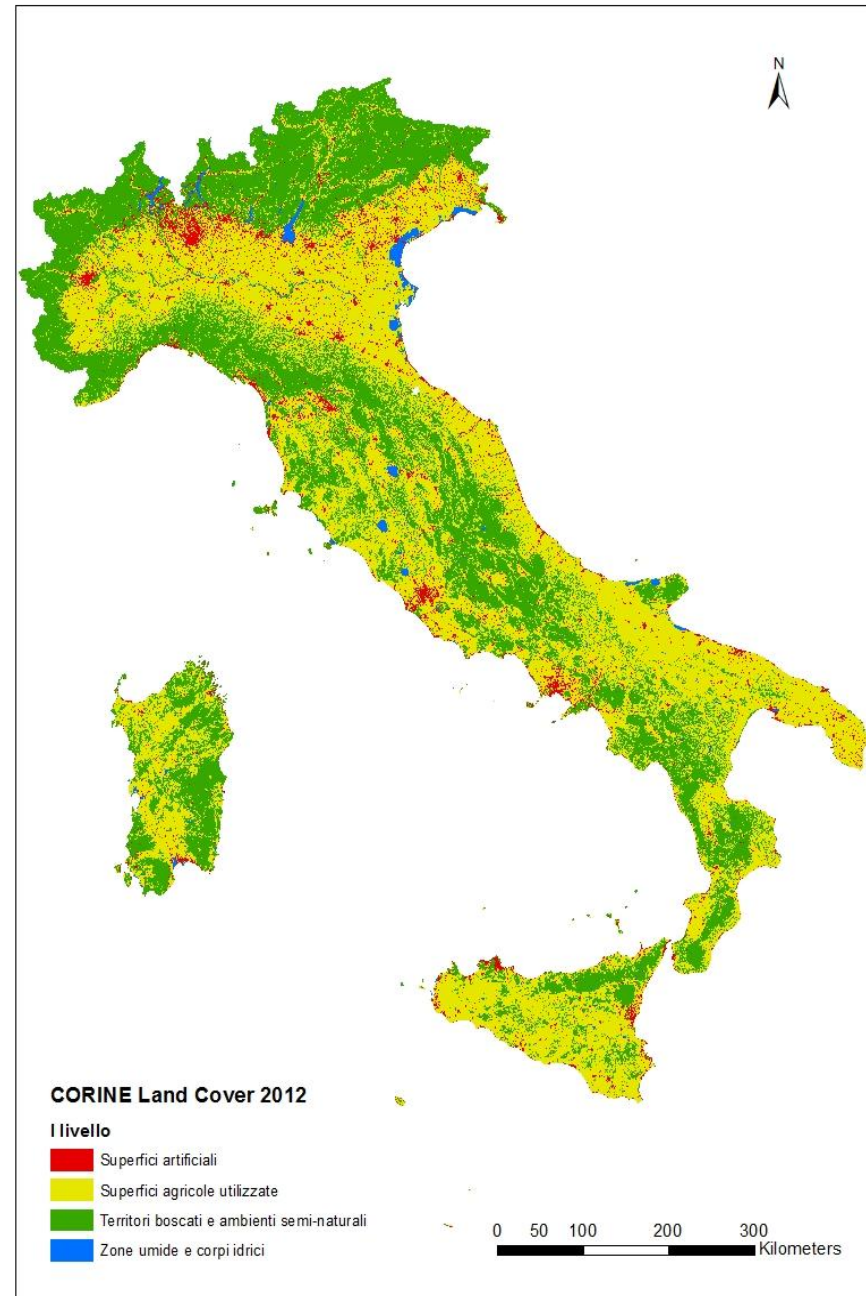 N
CORINE Land Cover 2012
I livello
Superfici artificiali
Superfici agricole utilizzate
Territori boscati e ambienti semi-naturali
Zone umide e corpi idrici
0 50 100 200 300
Kilometers